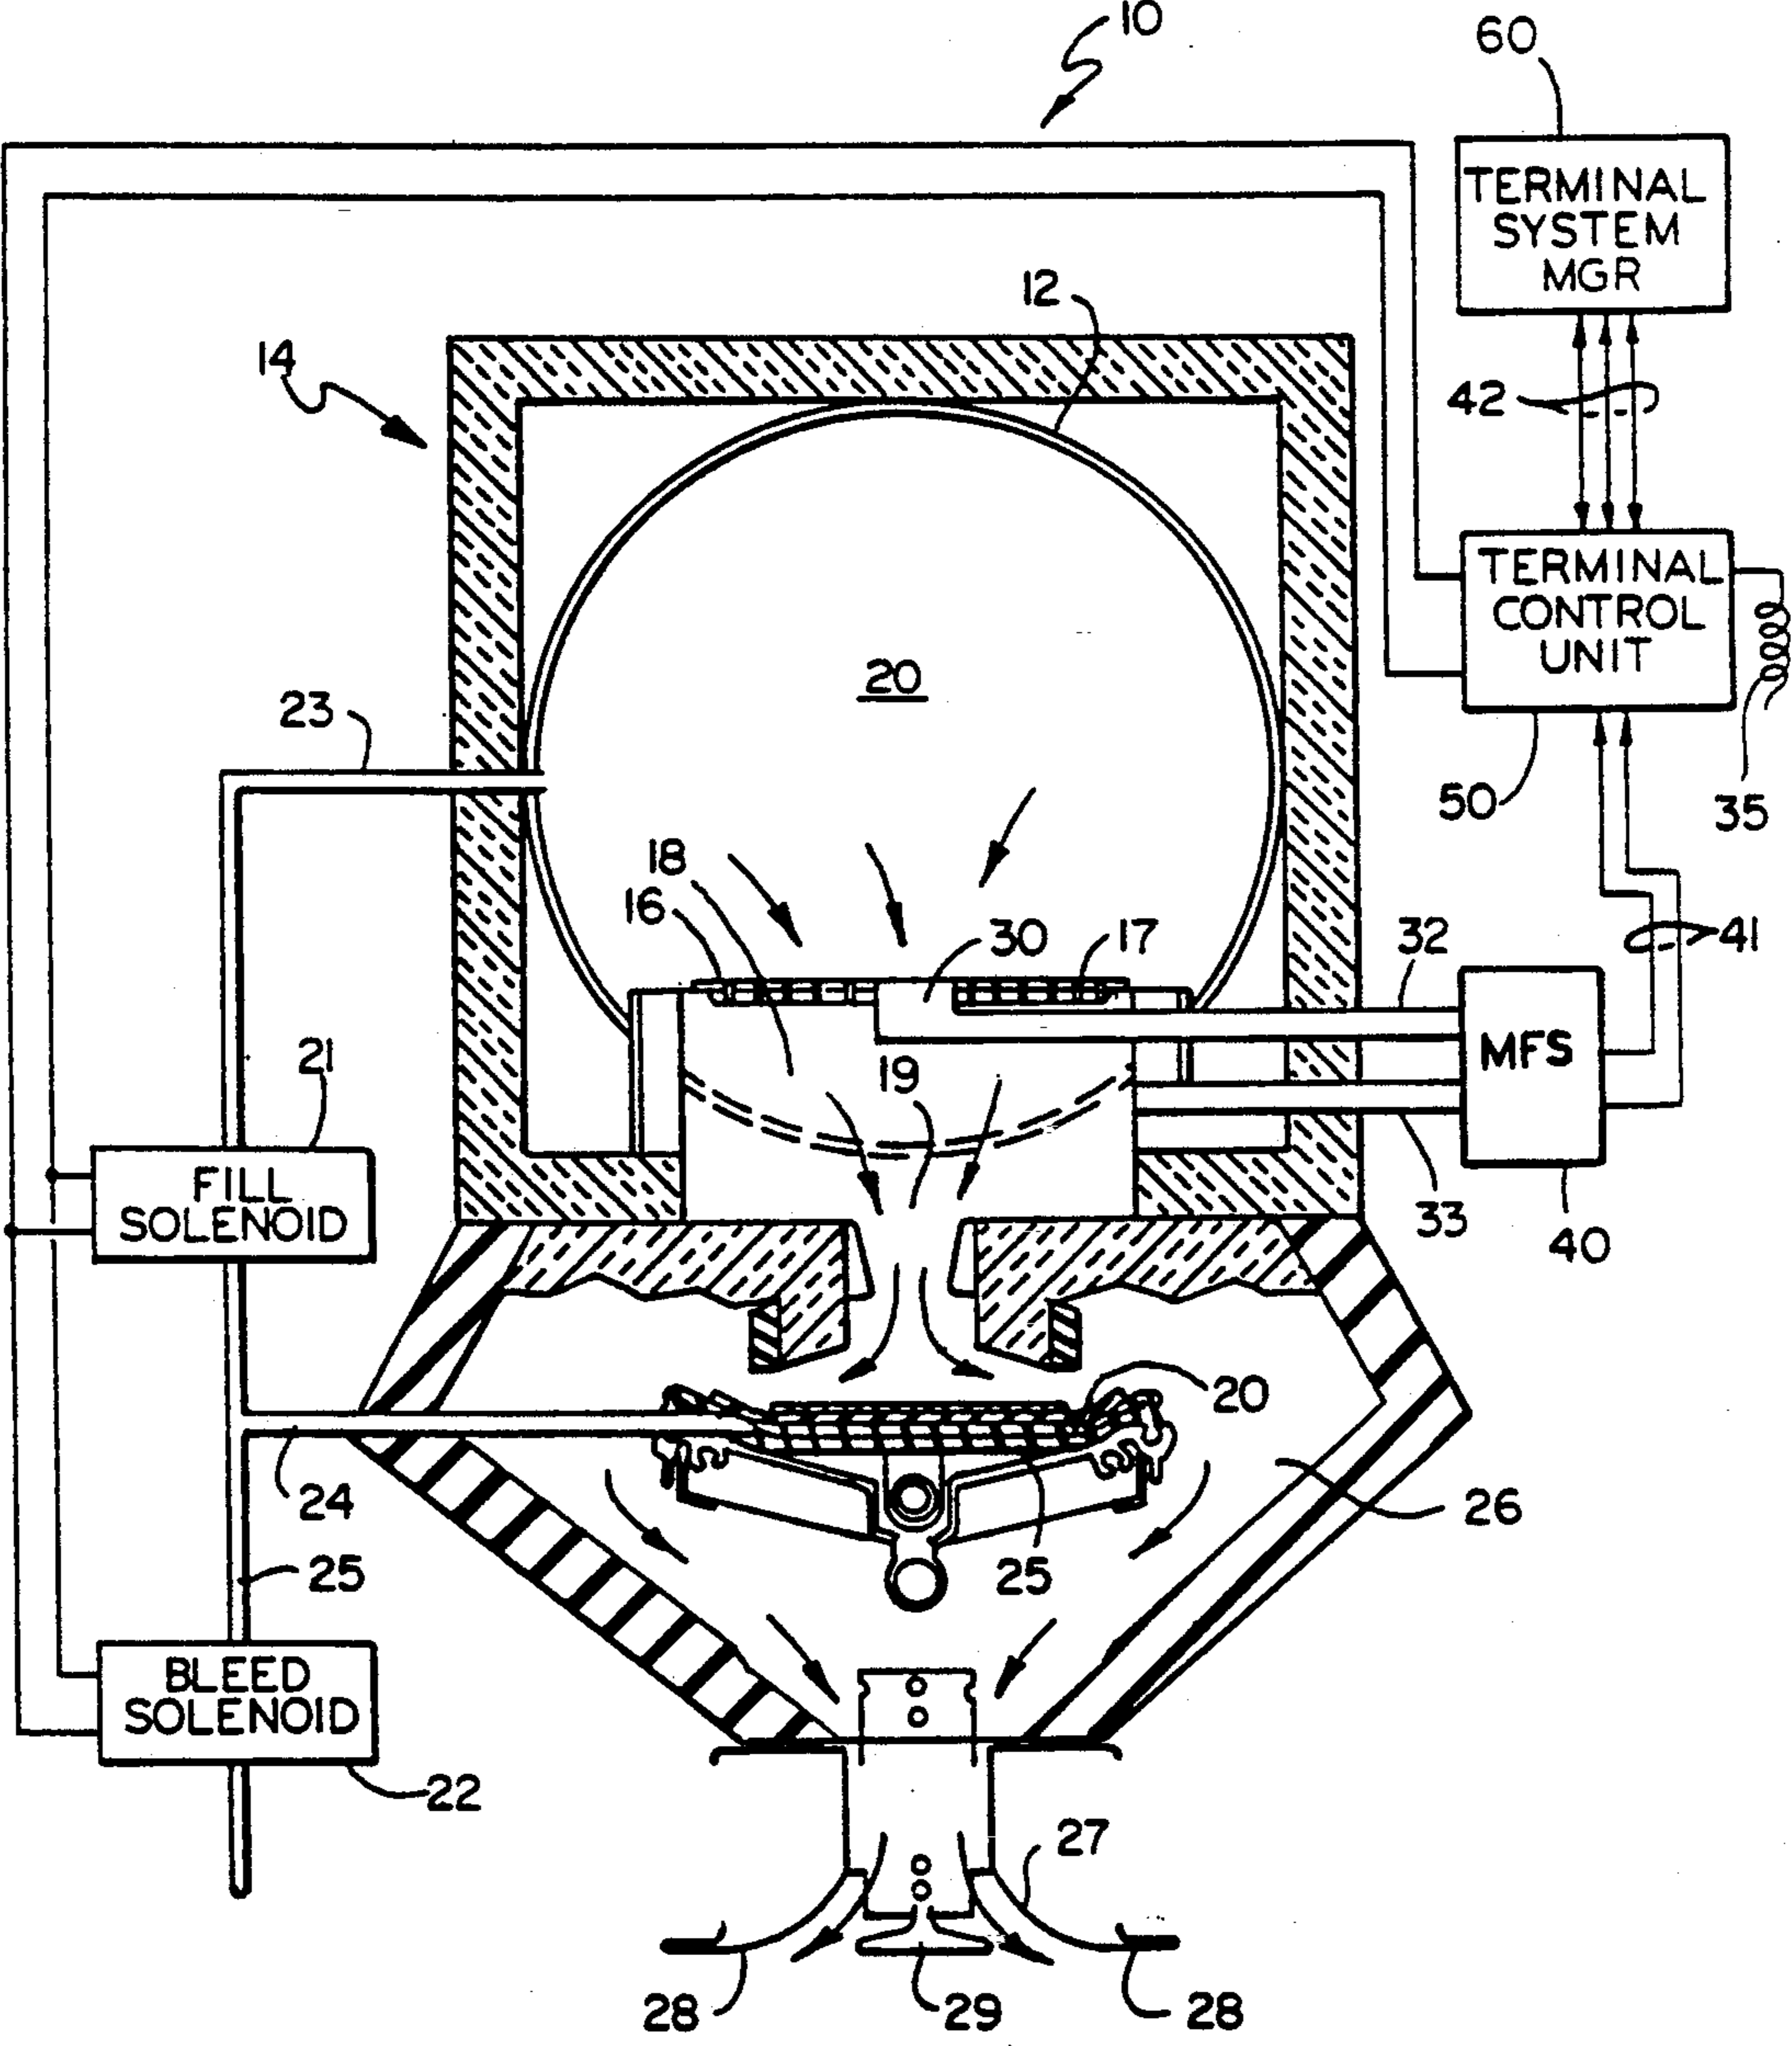 10
60
TERMINAL
SYSTEM
MGR
12
14
42
TERMINAL
CONTROL
UNIT
20
23
50
35
18
16
30
17
32
41
MFS
21
19
FILL
SOLENOID
33
40
20
24
26
25
25
BLEED
SOLENOID
22
27
28
29
28